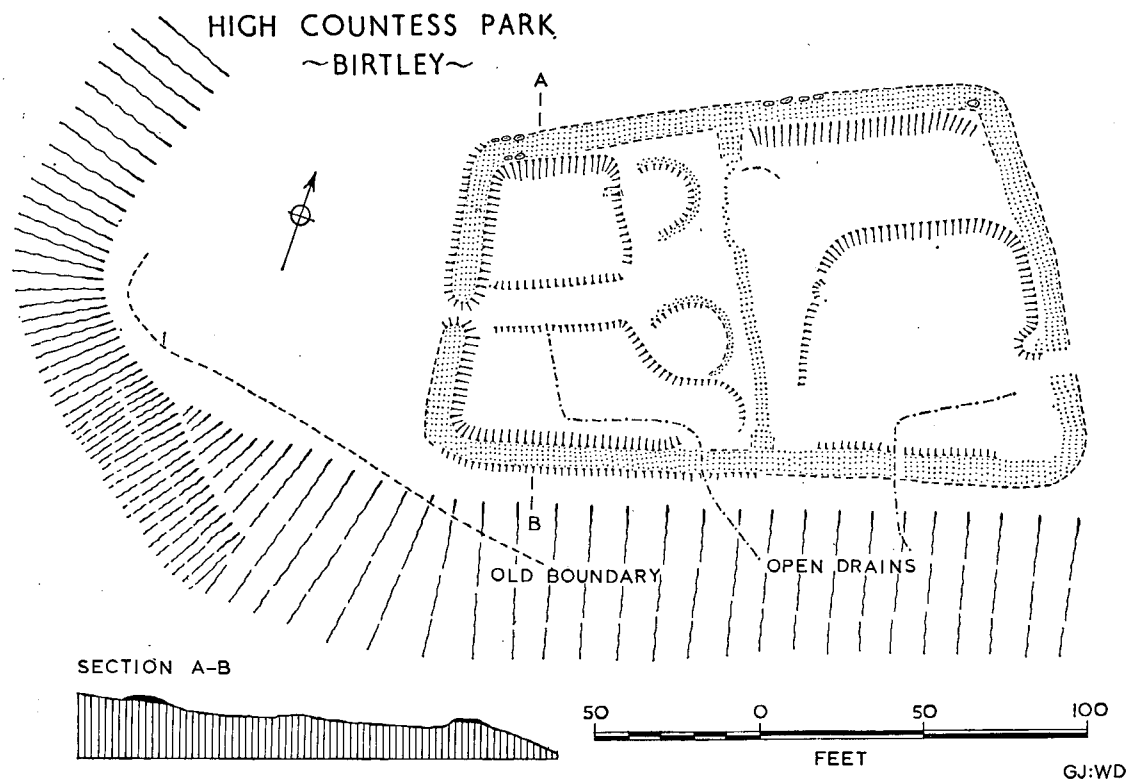 HIGH COUNTESS PARK
~BIRTLEY~
A
B
OLD BOUNDARY
OPEN DRAINS
SECTION A-B
50 0 50 100
FEET
GJ:WD